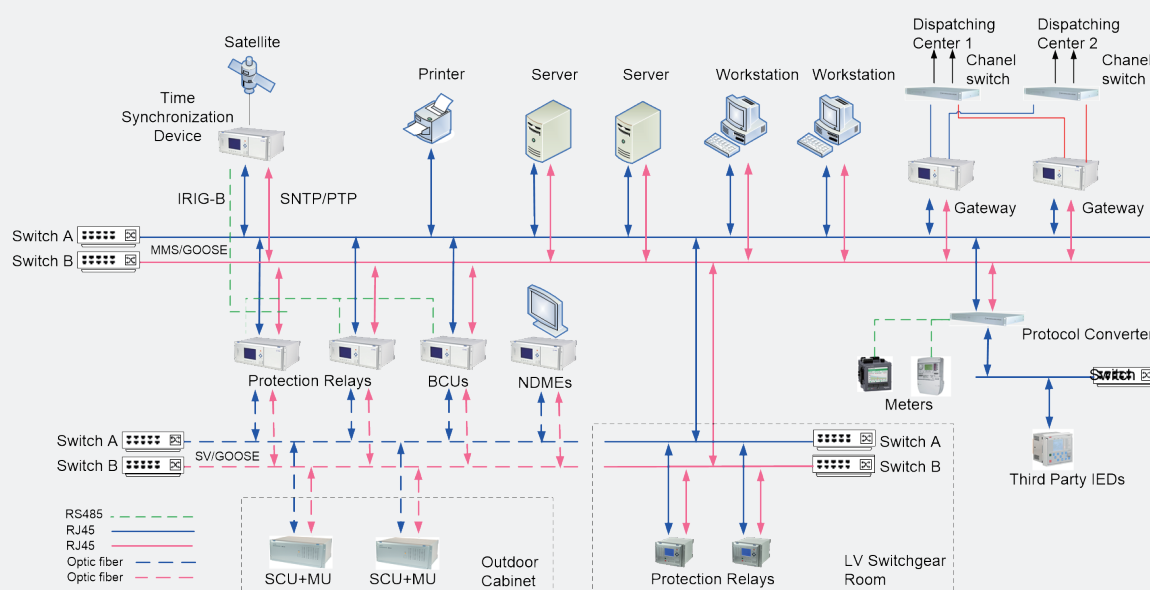 Dispatching
Center 1
Dispatching
Center 2
Satellite
Chanel
switch
Chanel
switch
Printer
Server
Server
Workstation
Workstation
Time
Synchronization
Device
IRIG-B
SNTP/PTP
Gateway
Gateway
Switch A
MMS/GOOSE
Switch B
Protocol Converter
Protection Relays
BCUs
NDMEs
Switch
Meters
Switch A
SV/GOOSE
Switch B
Switch A
Switch B
Third Party IEDs
RS485
RJ45
RJ45
Optic fiber
Optic fiber
SCU+MU
SCU+MU
Outdoor
Cabinet
Protection Relays
LV Switchgear
Room